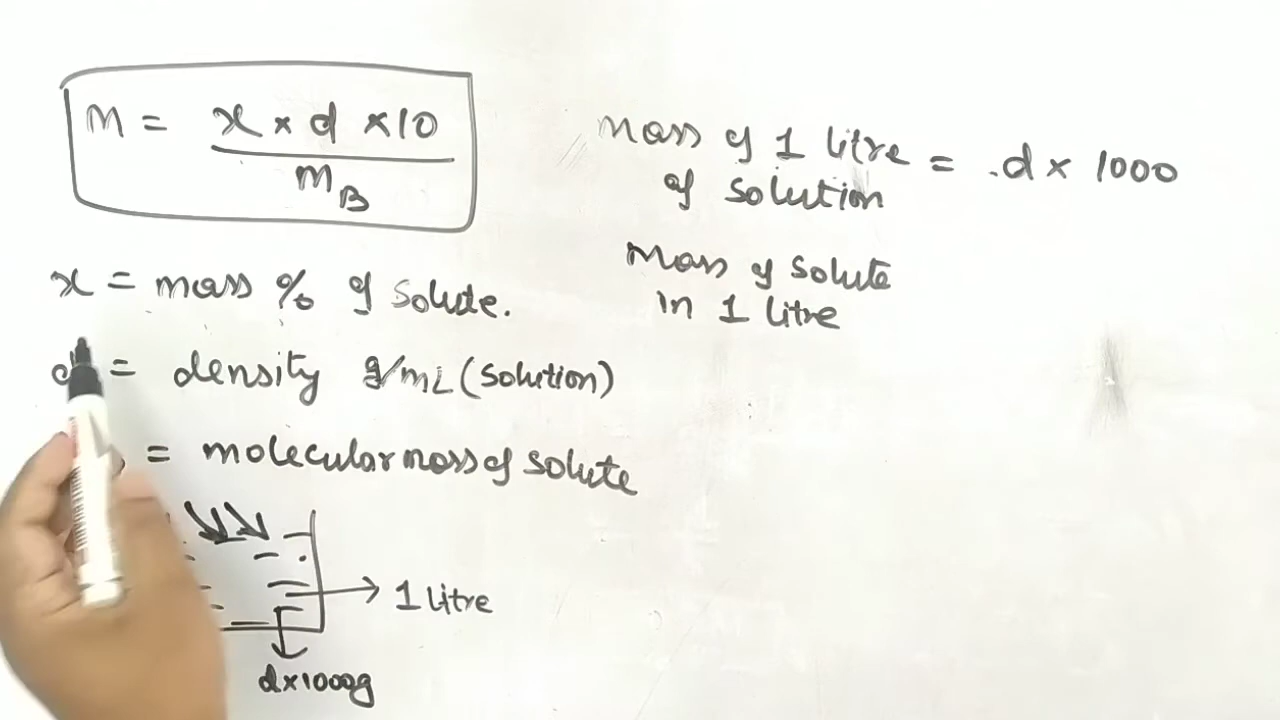 M = x × d × 10
M_B
x = mass % of solute.
d = density g/mL (solution)
= molecular mass of solute
1 litre
d×1000g
Mass of 1 litre = d × 1000
of solution
Mass of solute
in 1 litre